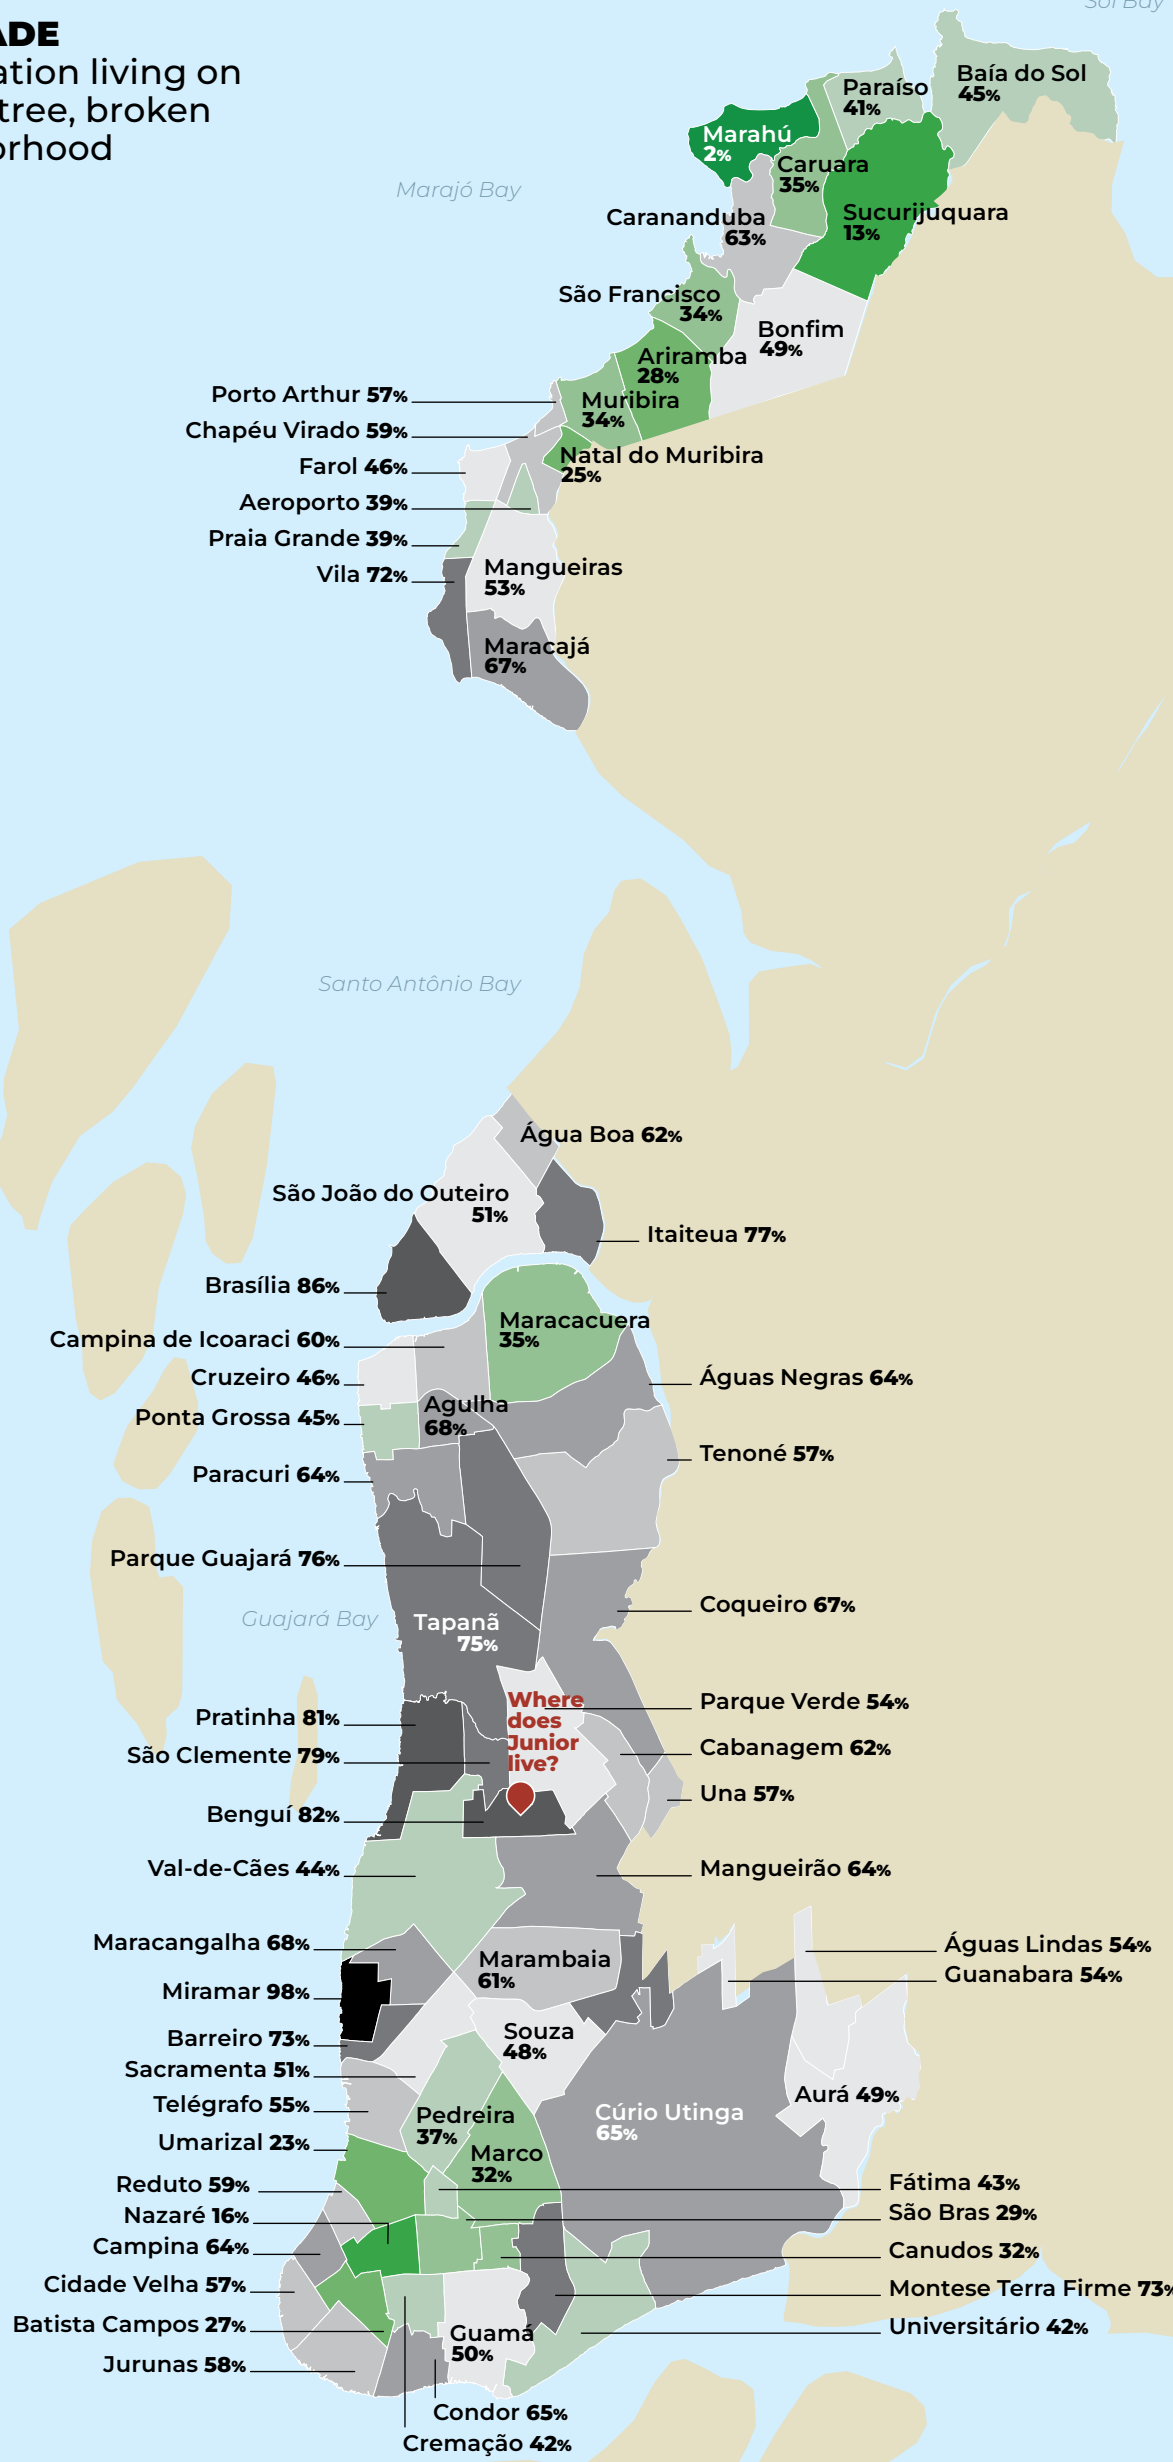 ADE
ation living on
tree, broken
orhood
Sol Bay
Baía do Sol
45%
Paraíso
41%
Marahú
2%
Caruara
35%
Marajó Bay
Sucurijuquara
13%
Carananduba
63%
São Francisco
34%
Bonfim
49%
Ariramba
28%
Porto Arthur 57%
Muribira
34%
Chapéu Virado 59%
Natal do Muribira
25%
Farol 46%
Aeroporto 39%
Praia Grande 39%
Vila 72%
Mangueiras
53%
Maracajá
67%
Santo Antônio Bay
Água Boa 62%
São João do Outeiro
51%
Itaiteua 77%
Brasília 86%
Maracacuera
35%
Campina de Icoaraci 60%
Cruzeiro 46%
Águas Negras 64%
Agulha
68%
Ponta Grossa 45%
Tenoné 57%
Paracuri 64%
Parque Guajará 76%
Coqueiro 67%
Guajará Bay
Tapanã
75%
Where
does
Junior
live?
Parque Verde 54%
Pratinha 81%
Cabanagem 62%
São Clemente 79%
Una 57%
Benguí 82%
Val-de-Cães 44%
Mangueirão 64%
Maracangalha 68%
Águas Lindas 54%
Marambaia
61%
Guanabara 54%
Miramar 98%
Barreiro 73%
Souza
48%
Sacramenta 51%
Aurá 49%
Telégrafo 55%
Cúrio Utinga
65%
Pedreira
37%
Umarizal 23%
Marco
32%
Reduto 59%
Fátima 43%
Nazaré 16%
São Bras 29%
Campina 64%
Canudos 32%
Cidade Velha 57%
Montese Terra Firme 73%
Batista Campos 27%
Universitário 42%
Guamá
50%
Jurunas 58%
Condor 65%
Cremação 42%